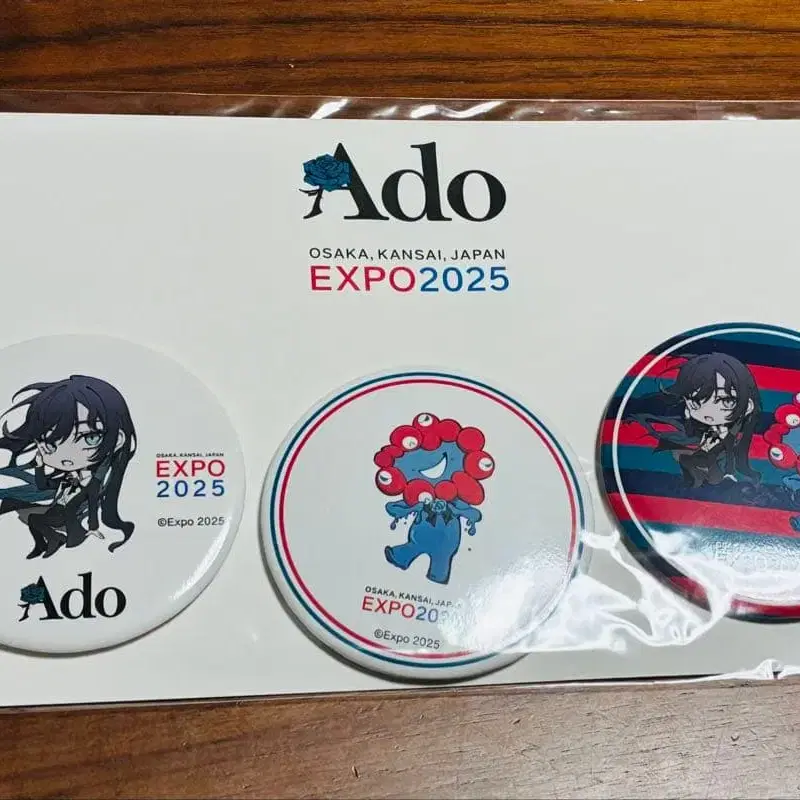 Ado
OSAKA, KANSAI, JAPAN
EXPO2025
OSAKA, KANSAI, JAPAN
EXPO
2025
©Expo 2025
Ado
OSAKA, KANSAI, JAPAN
EXPO2025
©Expo 2025